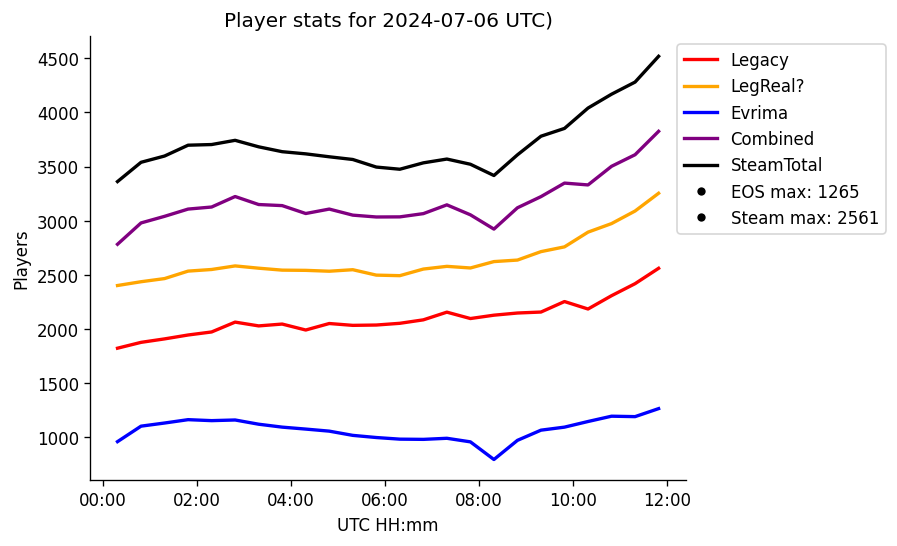 Player stats for 2024-07-06 UTC)
4500
4000
3500
3000
2500
2000
1500
1000
Players
00:00 02:00 04:00 06:00 08:00 10:00 12:00
UTC HH:mm
Legacy
LegReal?
Evrima
Combined
SteamTotal
EOS max: 1265
Steam max: 2561